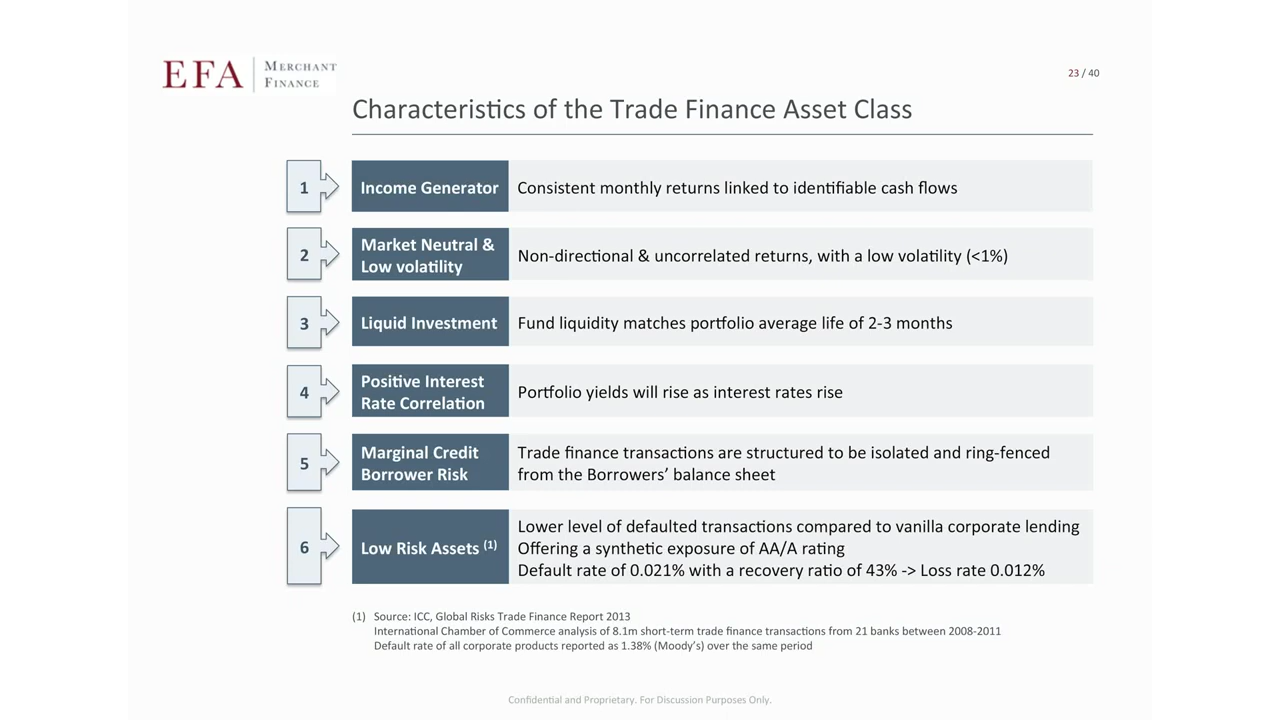 EFA MERCHANT
FINANCE
23 / 40
Characteristics of the Trade Finance Asset Class
1 Income Generator Consistent monthly returns linked to identifiable cash flows
2 Market Neutral &
Low volatility
Non-directional & uncorrelated returns, with a low volatility (<1%)
3 Liquid Investment Fund liquidity matches portfolio average life of 2-3 months
4 Positive Interest
Rate Correlation
Portfolio yields will rise as interest rates rise
5 Marginal Credit
Borrower Risk
Trade finance transactions are structured to be isolated and ring-fenced
from the Borrowers’ balance sheet
6 Low Risk Assets (1)
Lower level of defaulted transactions compared to vanilla corporate lending
Offering a synthetic exposure of AA/A rating
Default rate of 0.021% with a recovery ratio of 43% -> Loss rate 0.012%
(1) Source: ICC, Global Risks Trade Finance Report 2013
International Chamber of Commerce analysis of 8.1m short-term trade finance transactions from 21 banks between 2008-2011
Default rate of all corporate products reported as 1.38% (Moody’s) over the same period
Confidential and Proprietary. For Discussion Purposes Only.